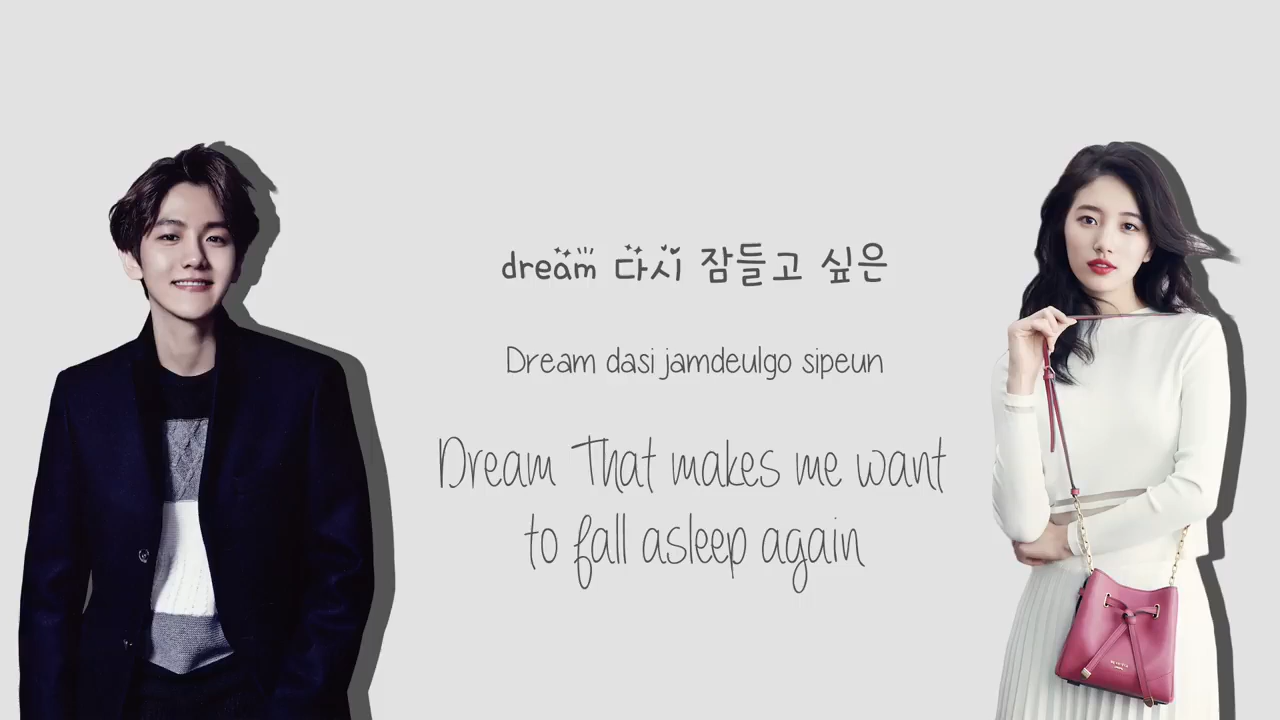 dream 다시 잠들고 싶은
Dream dasi jamdeulgo sipeun
Dream That makes me want
to fall asleep again